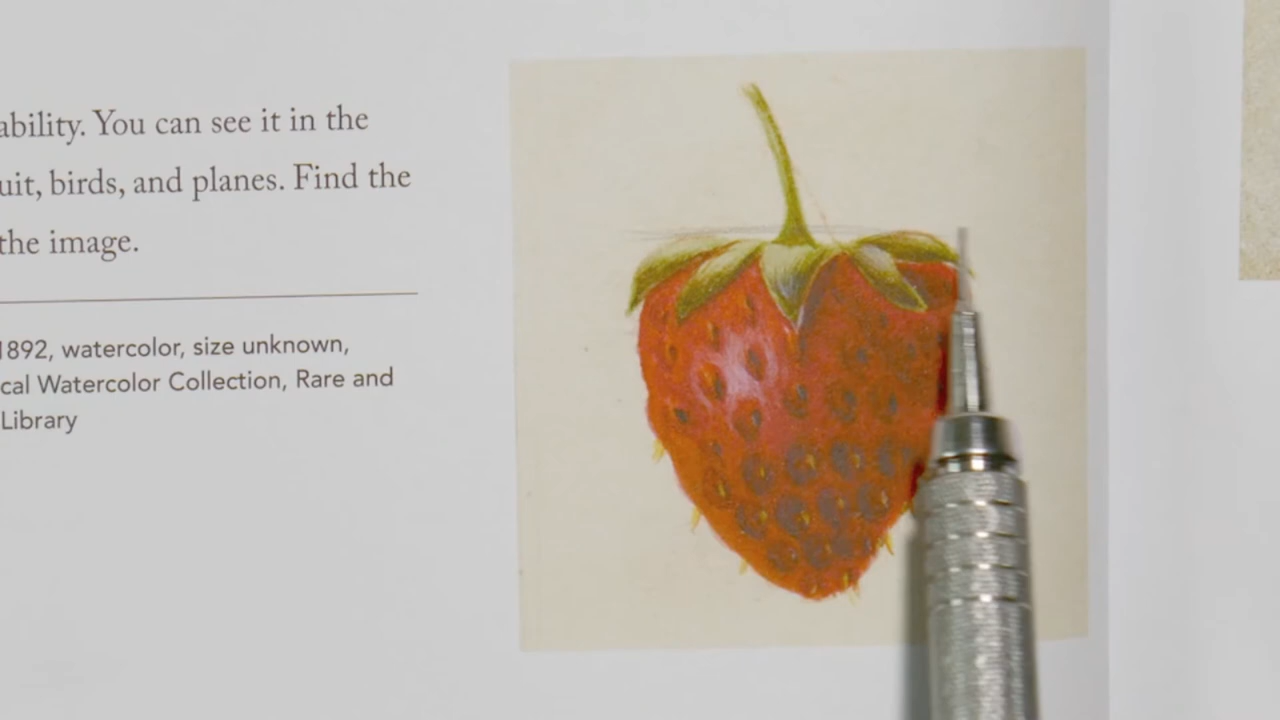 ability. You can see it in the
uit, birds, and planes. Find the
the image.
1892, watercolor, size unknown,
cal Watercolor Collection, Rare and
Library